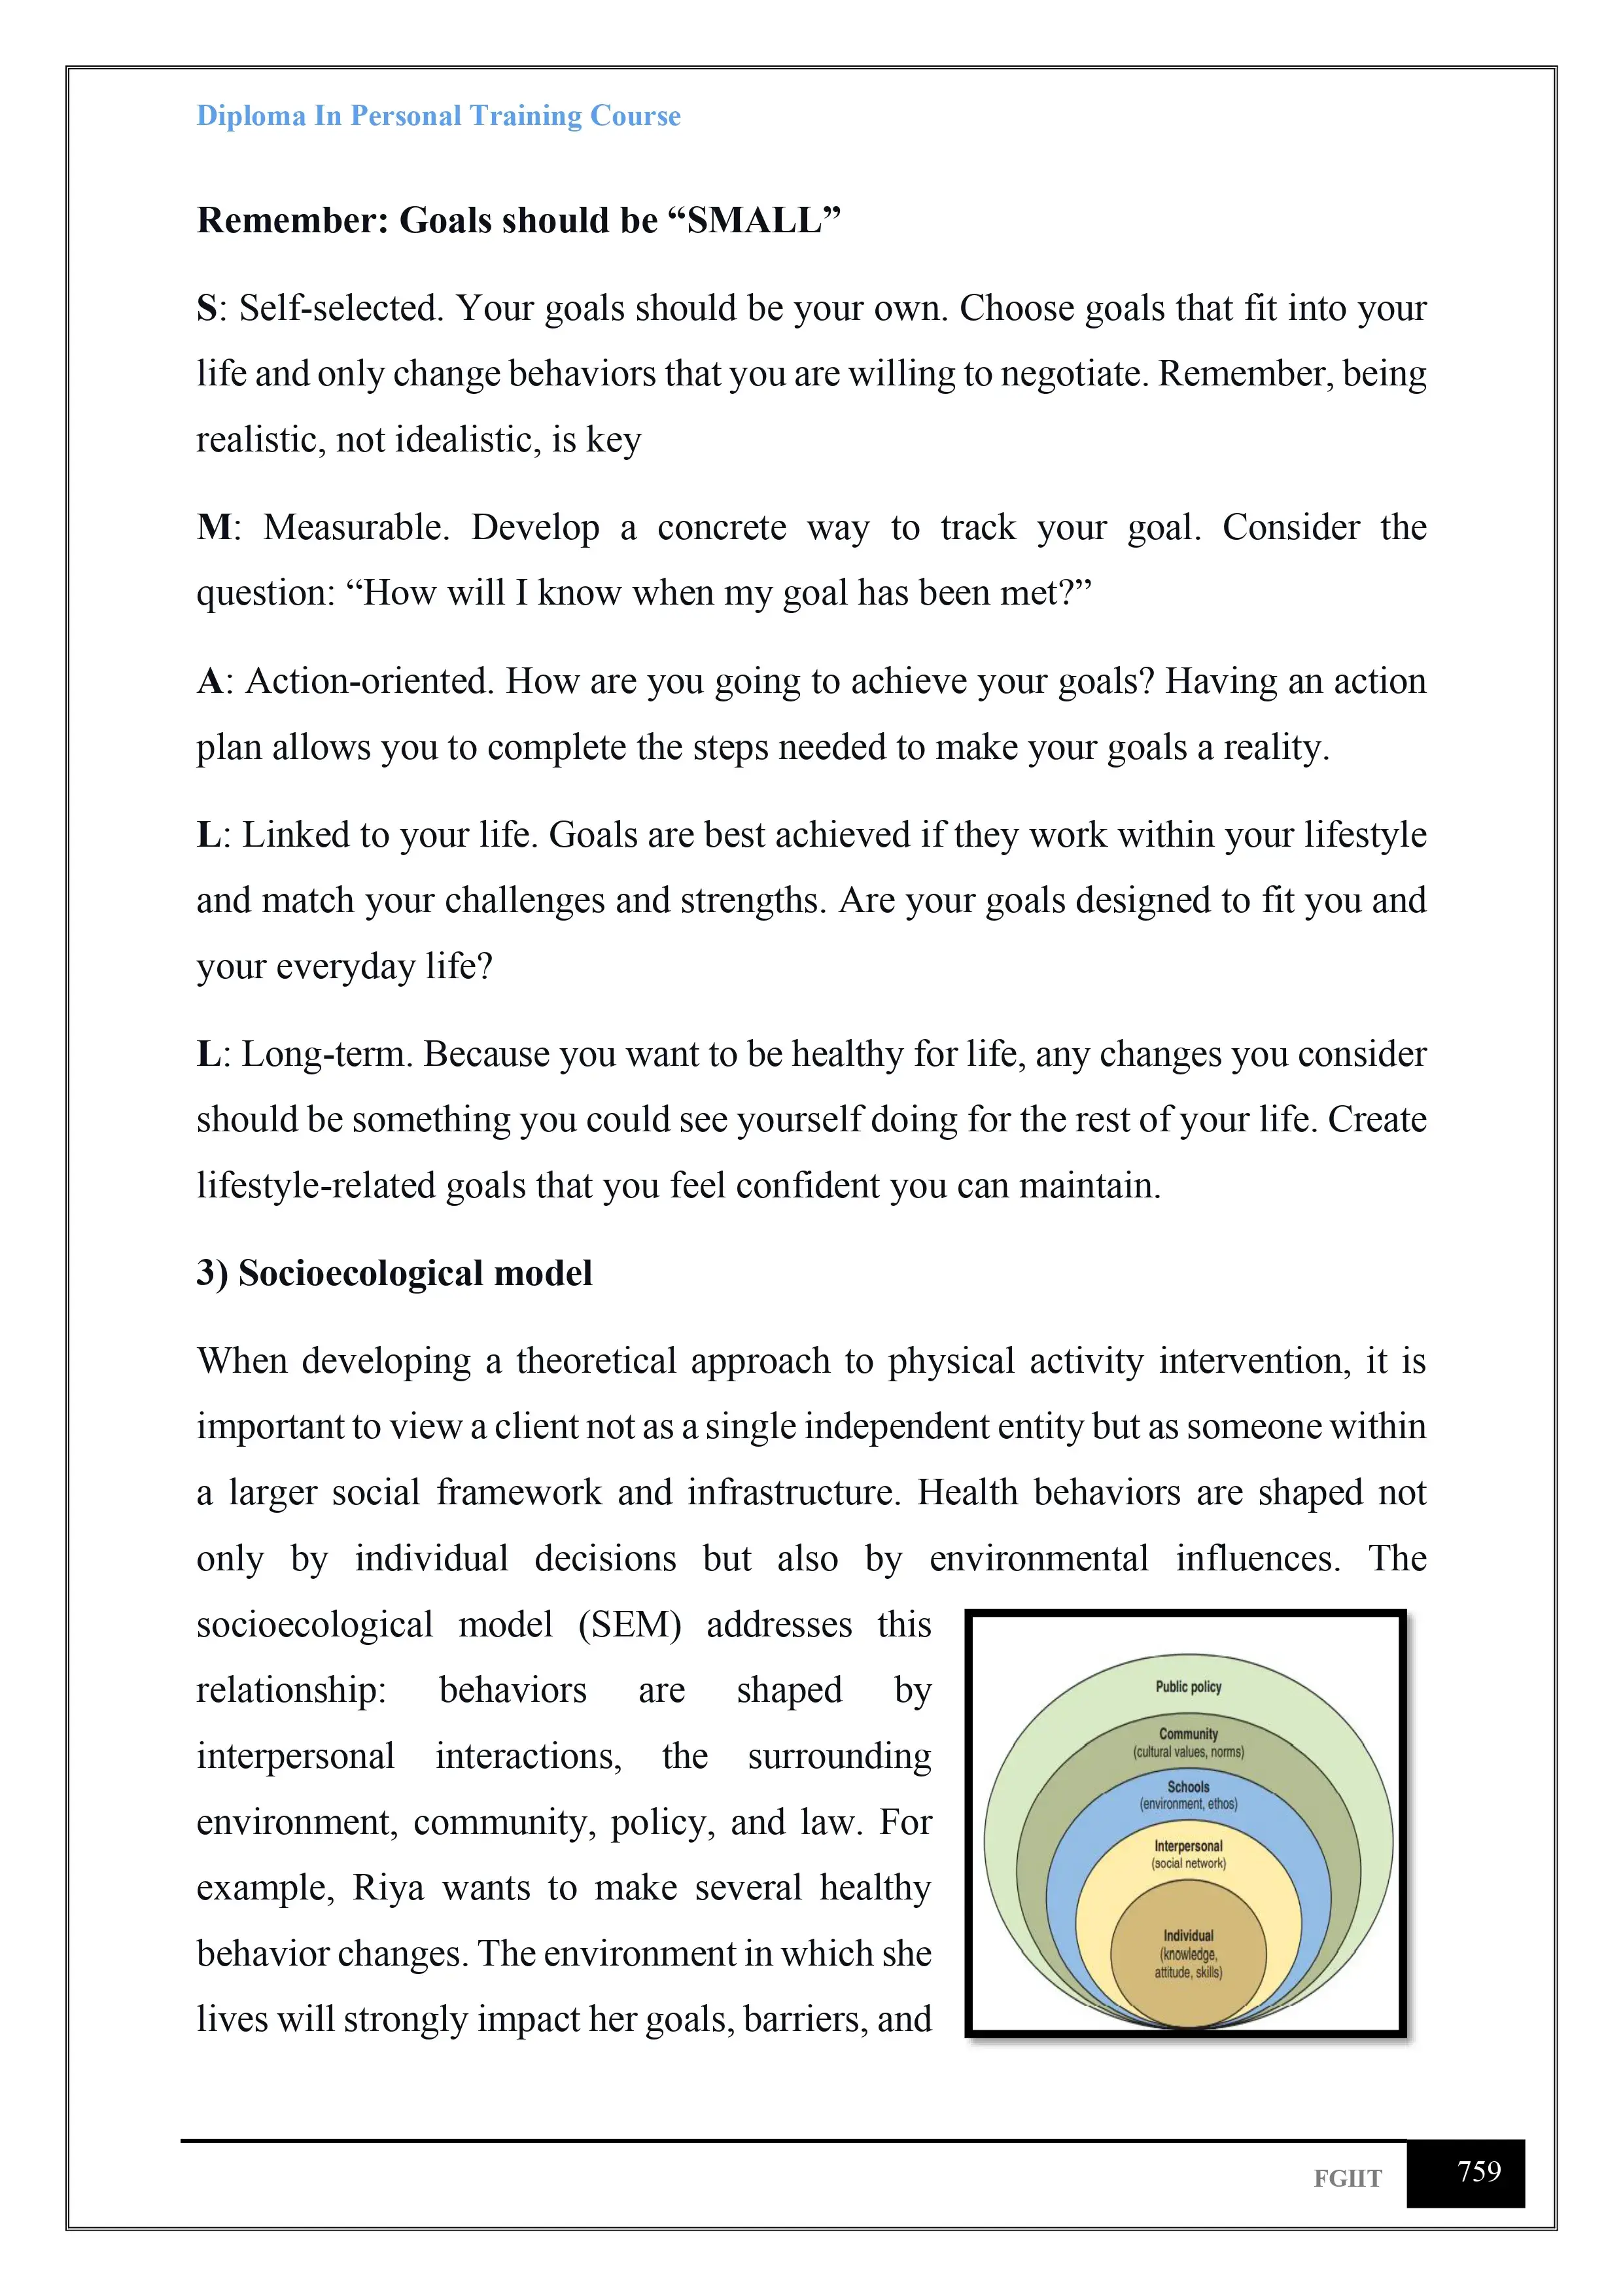 Diploma In Personal Training Course
Remember: Goals should be “SMALL”
S: Self-selected. Your goals should be your own. Choose goals that fit into your
life and only change behaviors that you are willing to negotiate. Remember, being
realistic, not idealistic, is key
M: Measurable. Develop a concrete way to track your goal. Consider the
question: “How will I know when my goal has been met?”
A: Action-oriented. How are you going to achieve your goals? Having an action
plan allows you to complete the steps needed to make your goals a reality.
L: Linked to your life. Goals are best achieved if they work within your lifestyle
and match your challenges and strengths. Are your goals designed to fit you and
your everyday life?
L: Long-term. Because you want to be healthy for life, any changes you consider
should be something you could see yourself doing for the rest of your life. Create
lifestyle-related goals that you feel confident you can maintain.
3) Socioecological model
When developing a theoretical approach to physical activity intervention, it is
important to view a client not as a single independent entity but as someone within
a larger social framework and infrastructure. Health behaviors are shaped not
only by individual decisions but also by environmental influences. The
socioecological model (SEM) addresses this
relationship: behaviors are shaped by
interpersonal interactions, the surrounding
environment, community, policy, and law. For
example, Riya wants to make several healthy
behavior changes. The environment in which she
lives will strongly impact her goals, barriers, and
Public policy
Community
(cultural values, norms)
Schools
(environment, ethos)
Interpersonal
(social network)
Individual
(knowledge,
attitude, skills)
FGIIT
759